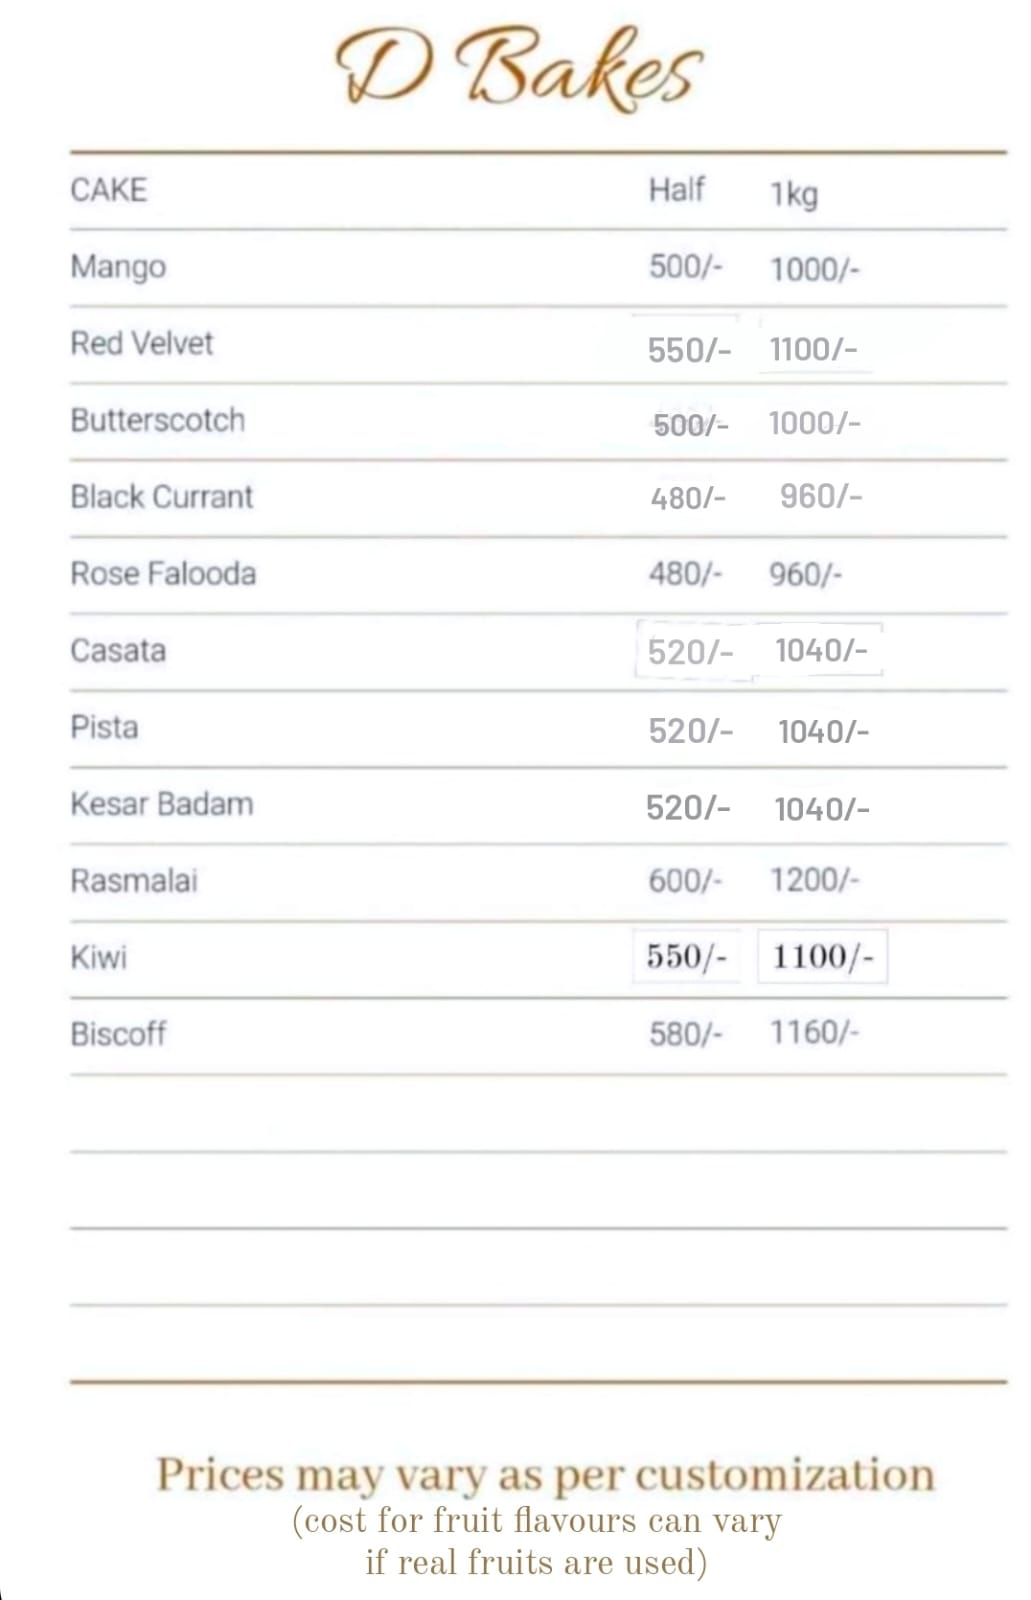 D Bakes
CAKE Half 1kg
Mango 500/- 1000/-
Red Velvet 550/- 1100/-
Butterscotch 500/- 1000/-
Black Currant 480/- 960/-
Rose Falooda 480/- 960/-
Casata 520/- 1040/-
Pista 520/- 1040/-
Kesar Badam 520/- 1040/-
Rasmalai 600/- 1200/-
Kiwi 550/- 1100/-
Biscoff 580/- 1160/-
Prices may vary as per customization
(cost for fruit flavours can vary
if real fruits are used)